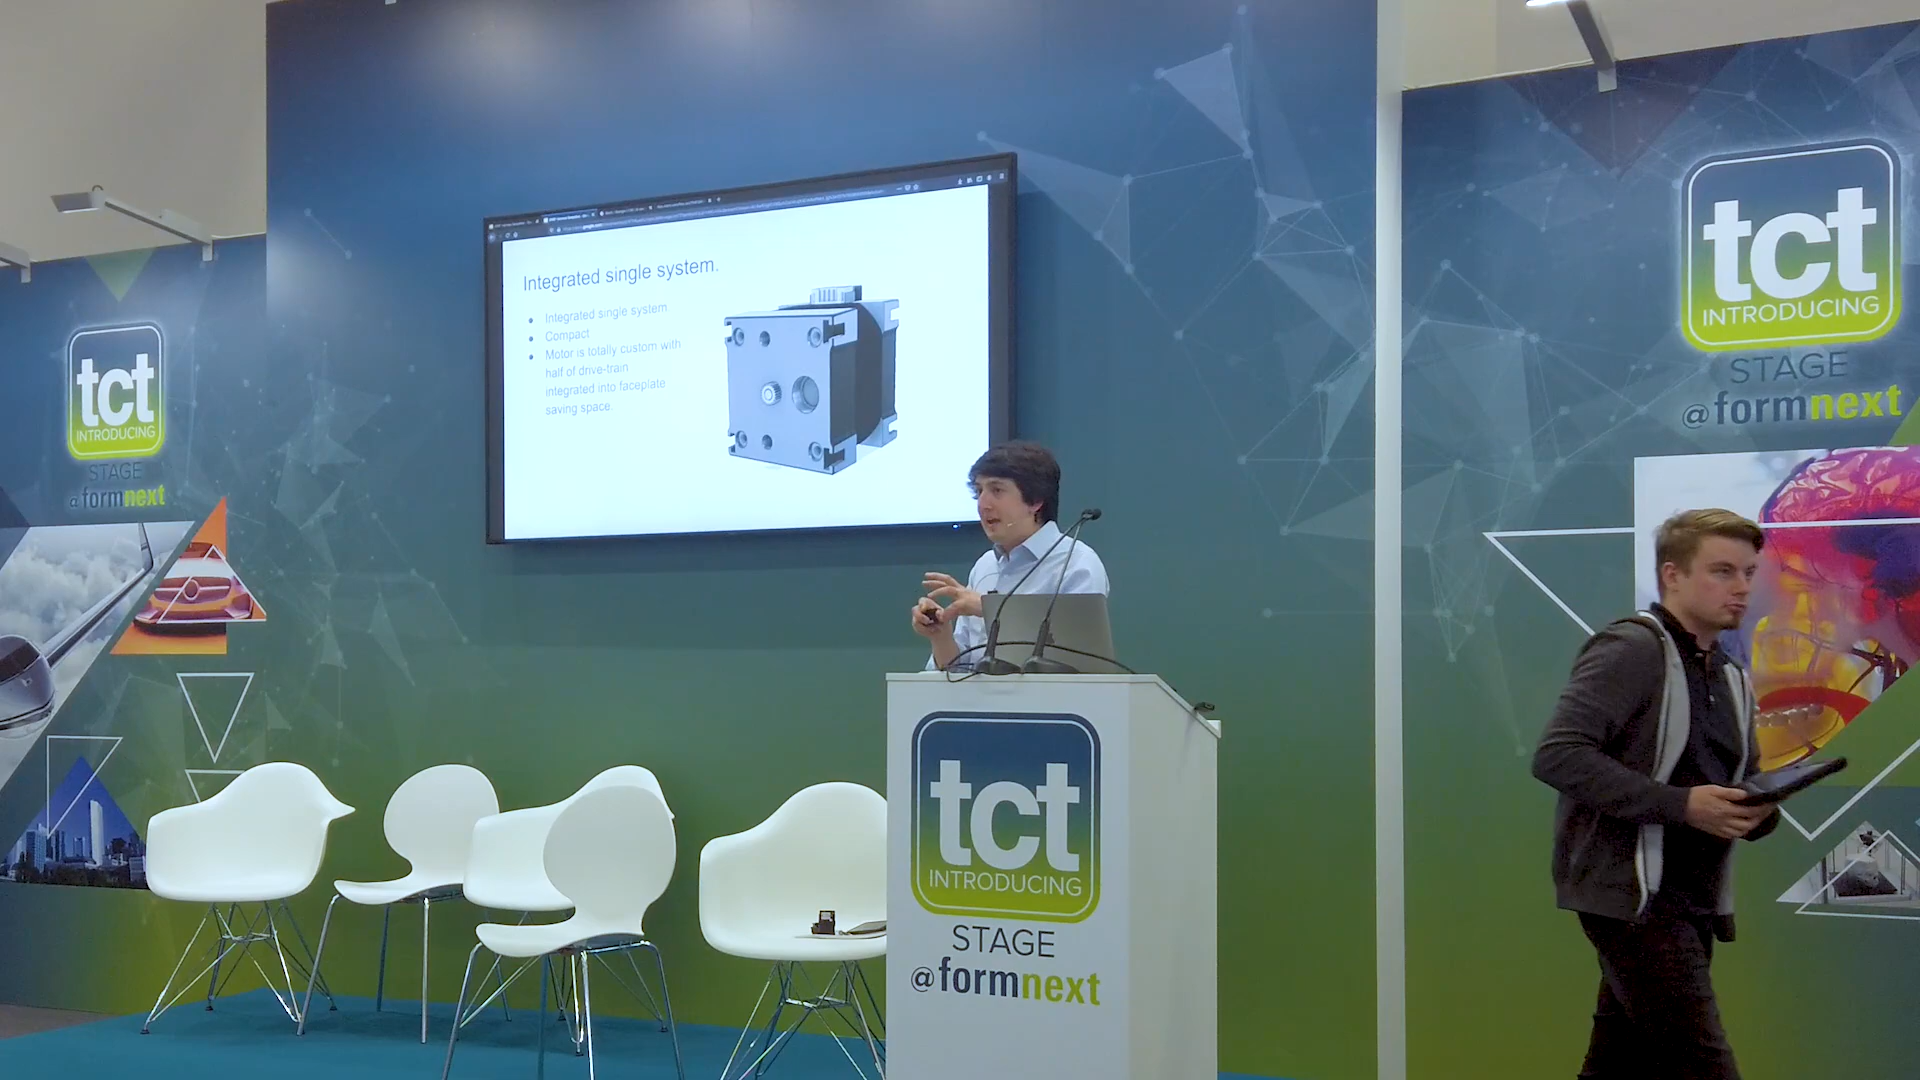 Integrated single system.
• Integrated single system
• Compact
• Motor is totally custom with
half of drive-train
integrated into faceplate
saving space.
tct
INTRODUCING
STAGE
@formnext
tct
INTRODUCING
STAGE
@formnext
tct
INTRODUCING
STAGE
@formnext